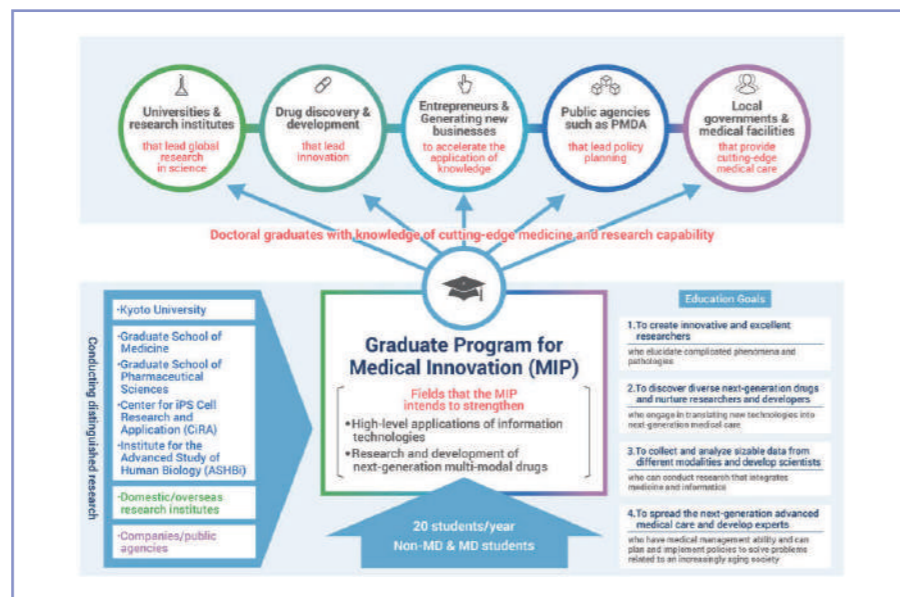 Universities &
research institutes
that lead global
research
in science
Drug discovery &
development
that lead
innovation
Entrepreneurs &
Generating new
businesses
to accelerate the
application of
knowledge
Public agencies
such as PMDA
that lead policy
planning
Local
governments &
medical facilities
that provide
cutting-edge
medical care
Doctoral graduates with knowledge of cutting-edge medicine and research capability
Conducting distinguished research
・Kyoto University
・Graduate School of
Medicine
・Graduate School of
Pharmaceutical
Sciences
・Center for iPS Cell
Research and
Application (CiRA)
・Institute for the
Advanced Study of
Human Biology (ASHBi)
・Domestic/overseas
research institutes
・Companies/public
agencies
Graduate Program for
Medical Innovation (MIP)
Fields that the MIP
intends to strengthen
●High-level applications of information
technologies
●Research and development of
next-generation multi-modal drugs
20 students/year
Non-MD & MD students
Education Goals
1.To create innovative and excellent
researchers
who elucidate complicated phenomena and
pathologies
2.To discover diverse next-generation drugs
and nurture researchers and developers
who engage in translating new technologies into
next-generation medical care
3.To collect and analyze sizable data from
different modalities and develop scientists
who can conduct research that integrates
medicine and informatics
4.To spread the next-generation advanced
medical care and develop experts
who have medical management ability and can
plan and implement policies to solve problems
related to an increasingly aging society